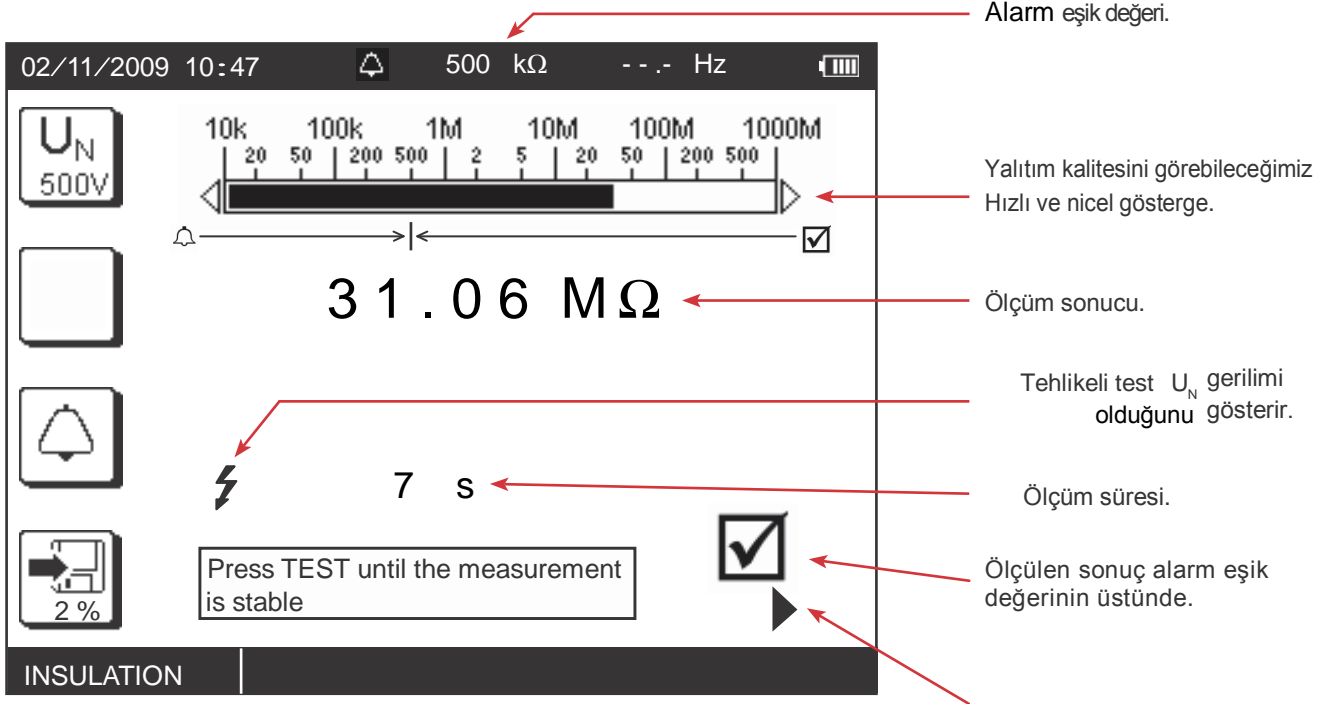 Alarm eşik değeri.
02/11/2009 10:47 500 kΩ - - .- Hz
U_N
500V
10k 100k 1M 10M 100M 1000M
20 50 200 500 2 5 20 50 200 500
Yalıtım kalitesini görebileceğimiz
Hızlı ve nicel gösterge.
31.06 MΩ
Ölçüm sonucu.
Tehlikeli test U_N gerilimi
olduğunu gösterir.
7 s
Ölçüm süresi.
Press TEST until the measurement
is stable
Ölçülen sonuç alarm eşik
değerinin üstünde.
2 %
INSULATION